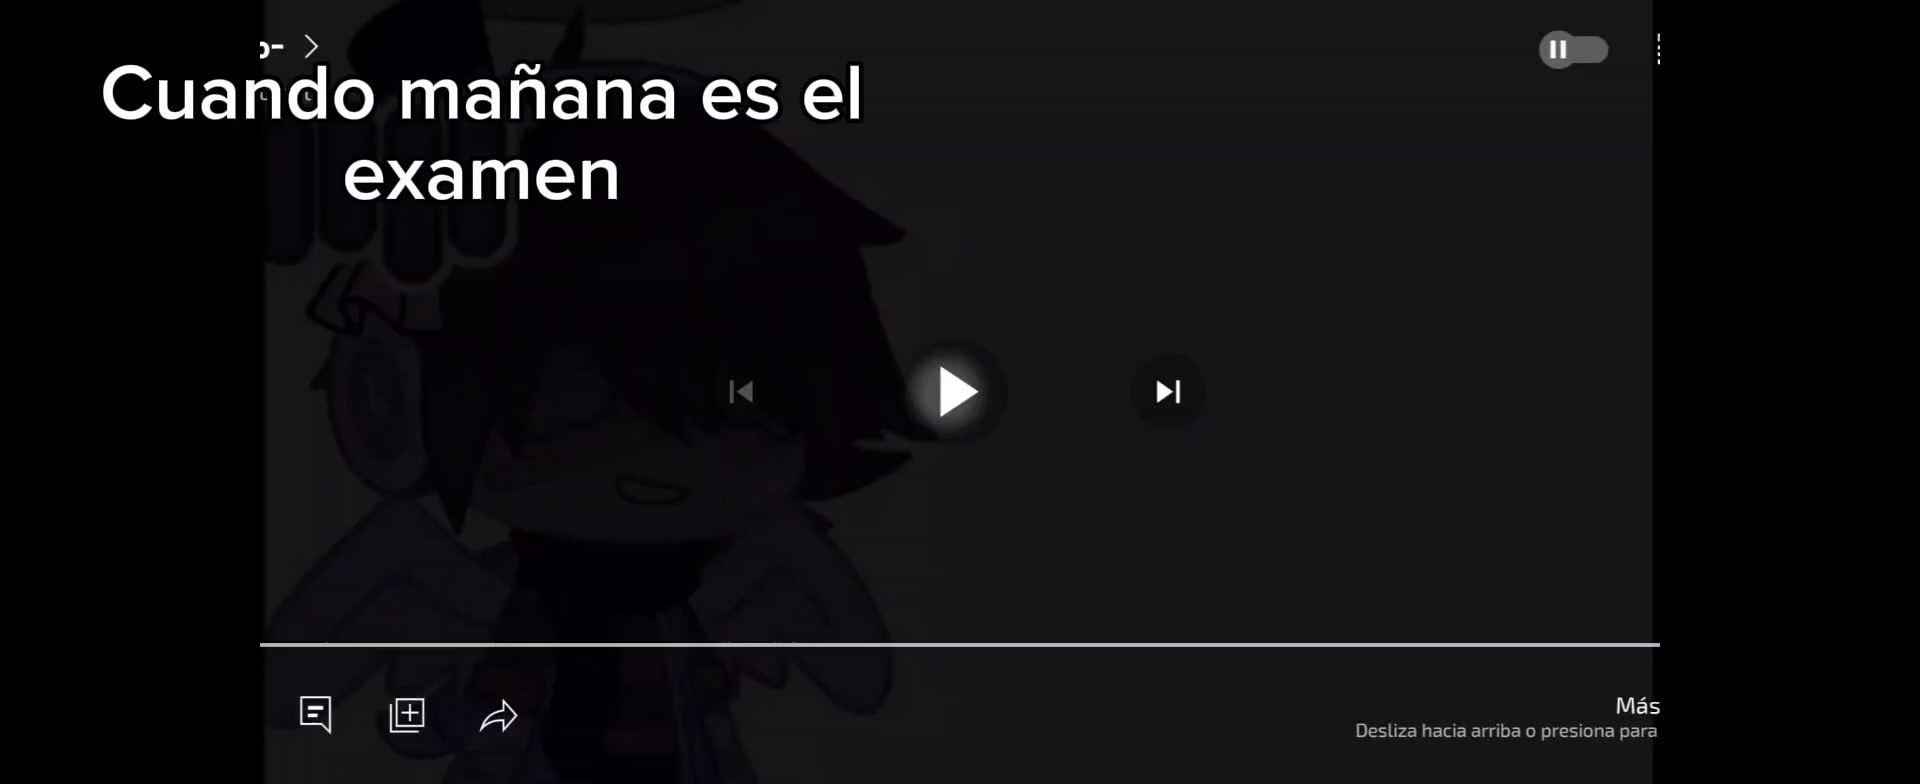 Cuando mañana es el
examen
Más
Desliza hacia arriba o presiona para